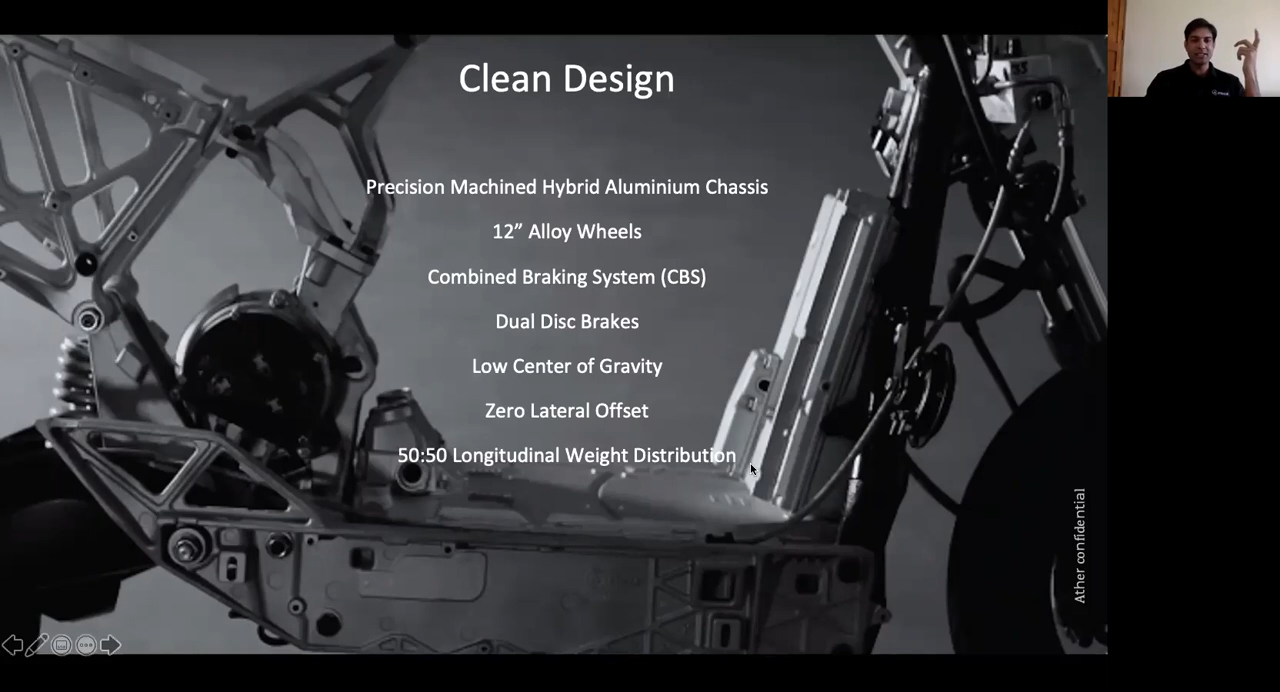 Clean Design
Precision Machined Hybrid Aluminium Chassis
12” Alloy Wheels
Combined Braking System (CBS)
Dual Disc Brakes
Low Center of Gravity
Zero Lateral Offset
50:50 Longitudinal Weight Distribution
Ather confidential